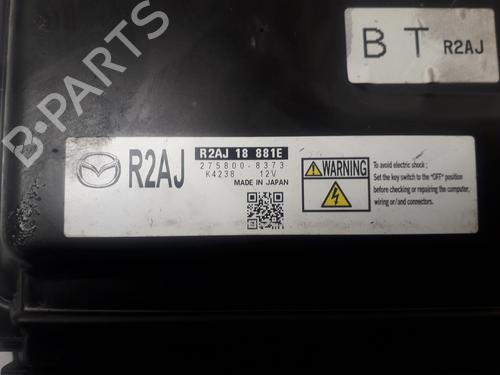 B·PARTS
B T R2AJ
R2AJ
R2AJ 18 881E
275800-8373
K4238 12V
MADE IN JAPAN
WARNING
To avoid electric shock ;
Set the key switch to the "OFF" position
before checking or repairing the computer,
wiring or/and connectors.